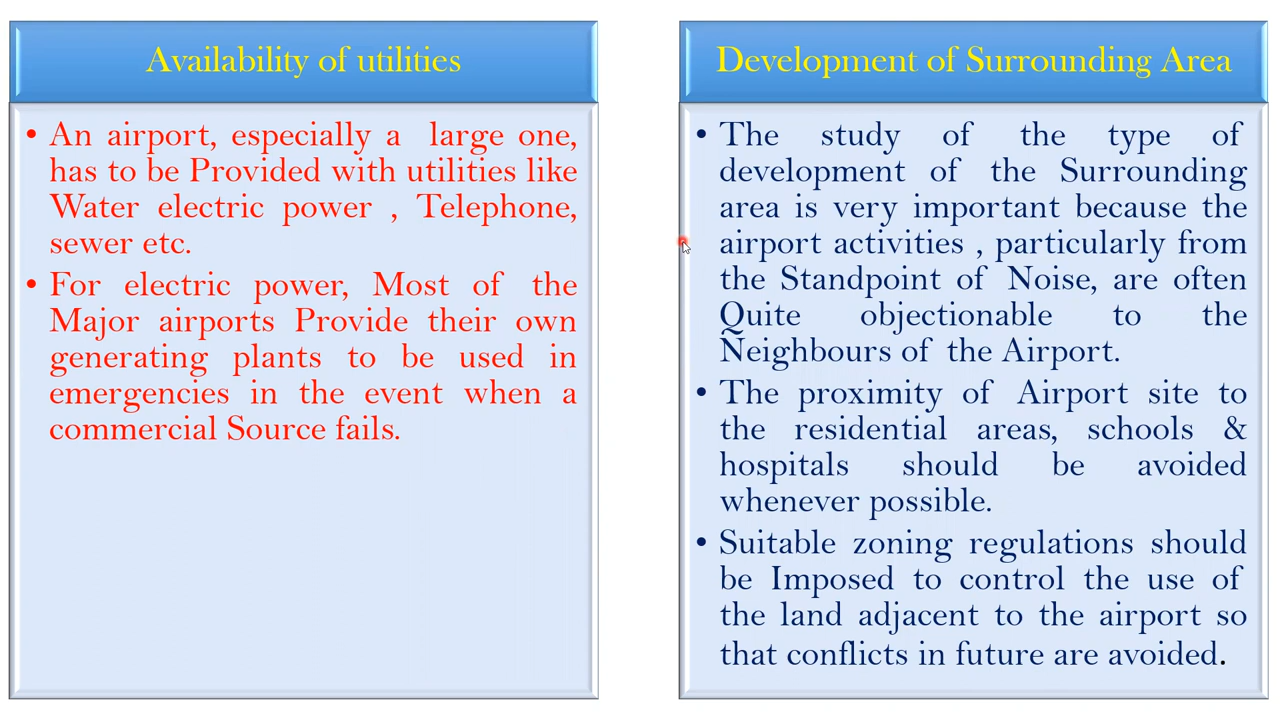 Availability of utilities
• An airport, especially a large one,
has to be Provided with utilities like
Water electric power , Telephone,
sewer etc.
• For electric power, Most of the
Major airports Provide their own
generating plants to be used in
emergencies in the event when a
commercial Source fails.
Development of Surrounding Area
• The study of the type of
development of the Surrounding
area is very important because the
airport activities , particularly from
the Standpoint of Noise, are often
Quite objectionable to the
Neighbours of the Airport.
• The proximity of Airport site to
the residential areas, schools &
hospitals should be avoided
whenever possible.
• Suitable zoning regulations should
be Imposed to control the use of
the land adjacent to the airport so
that conflicts in future are avoided.